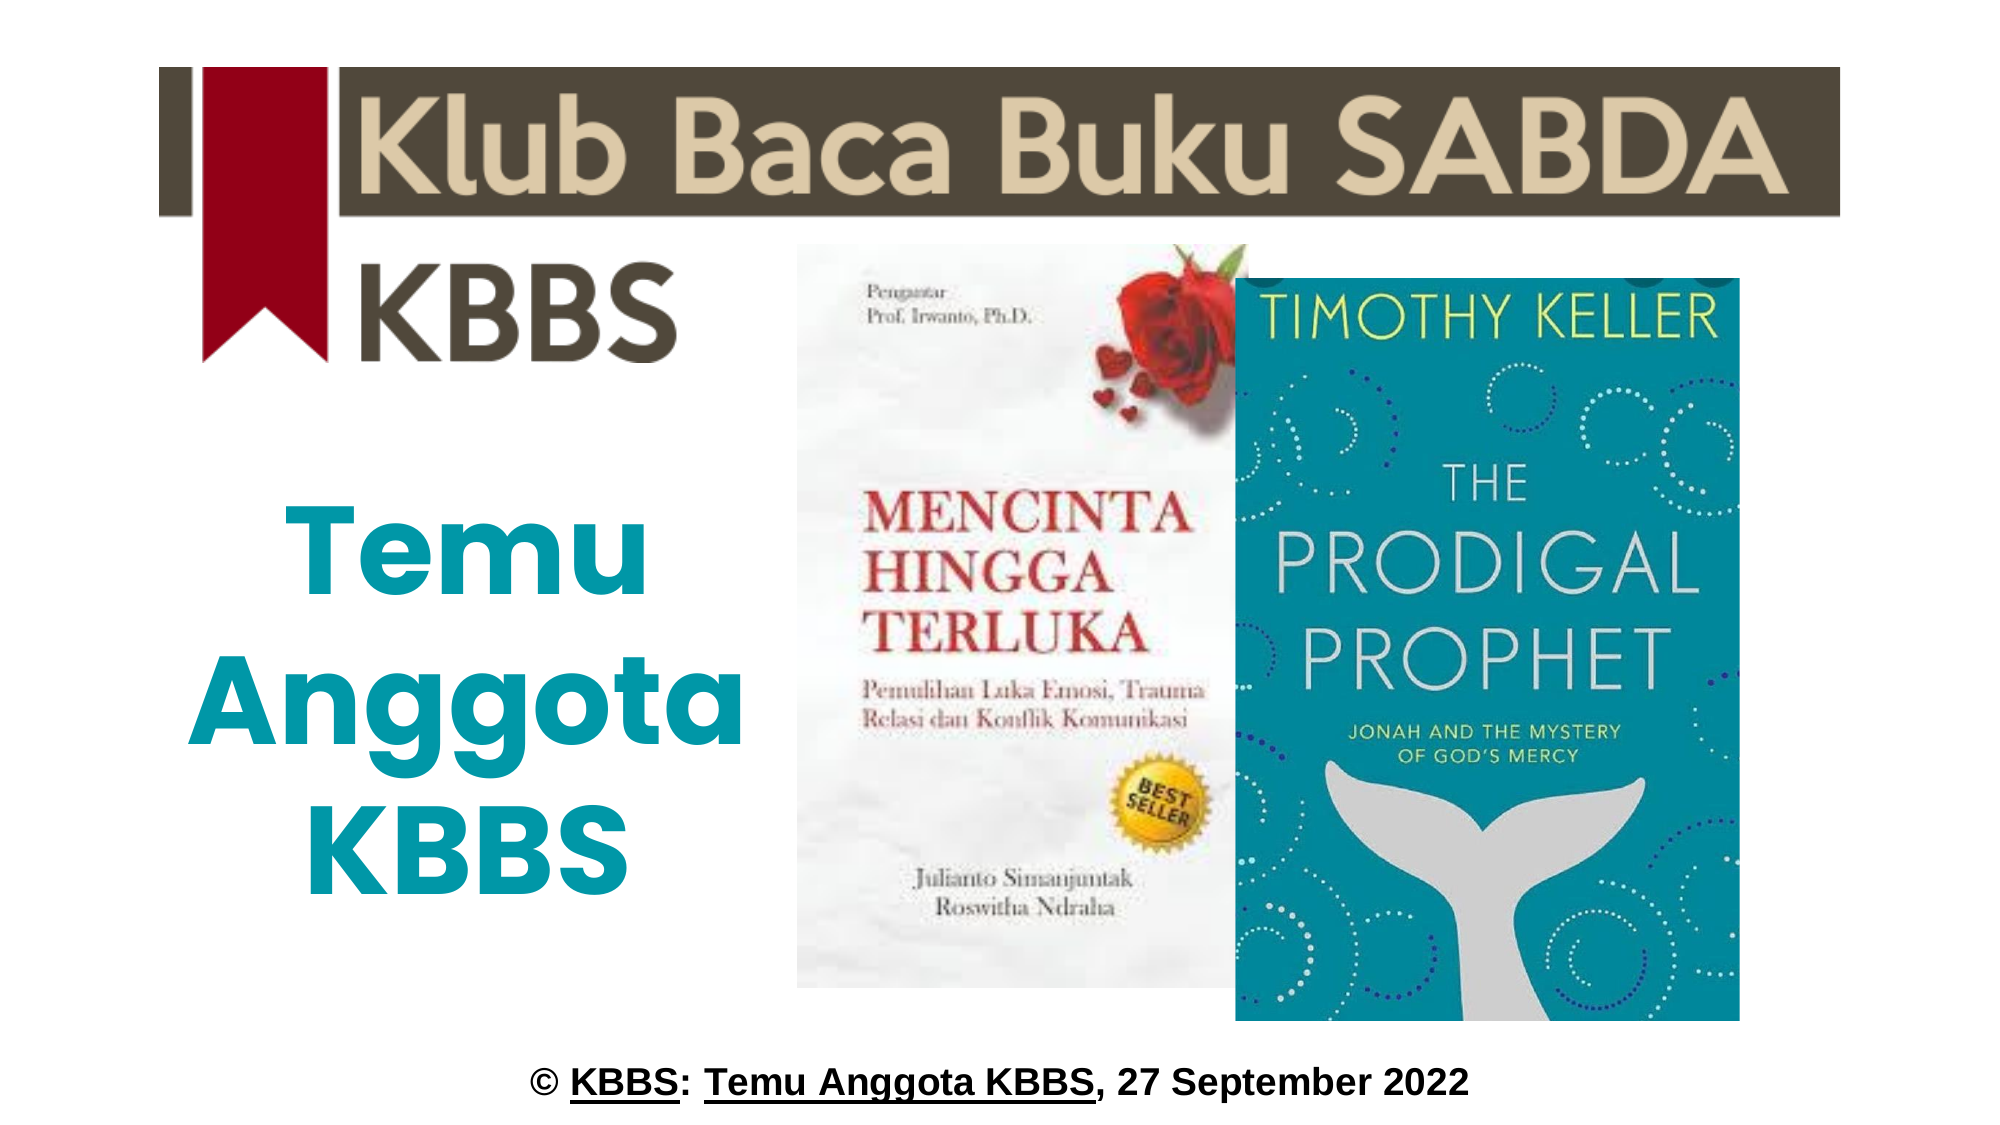 Klub Baca Buku SABDA
KBBS
Temu
Anggota
KBBS
Pengantar
Prof. Irwanto, Ph.D.
MENCINTA
HINGGA
TERLUKA
Pemulihan Luka Emosi, Trauma
Relasi dan Konflik Komunikasi
BEST
SELLER
Julianto Simanjuntak
Roswitha Ndraha
TIMOTHY KELLER
THE
PRODIGAL
PROPHET
JONAH AND THE MYSTERY
OF GOD'S MERCY
© KBBS: Temu Anggota KBBS, 27 September 2022